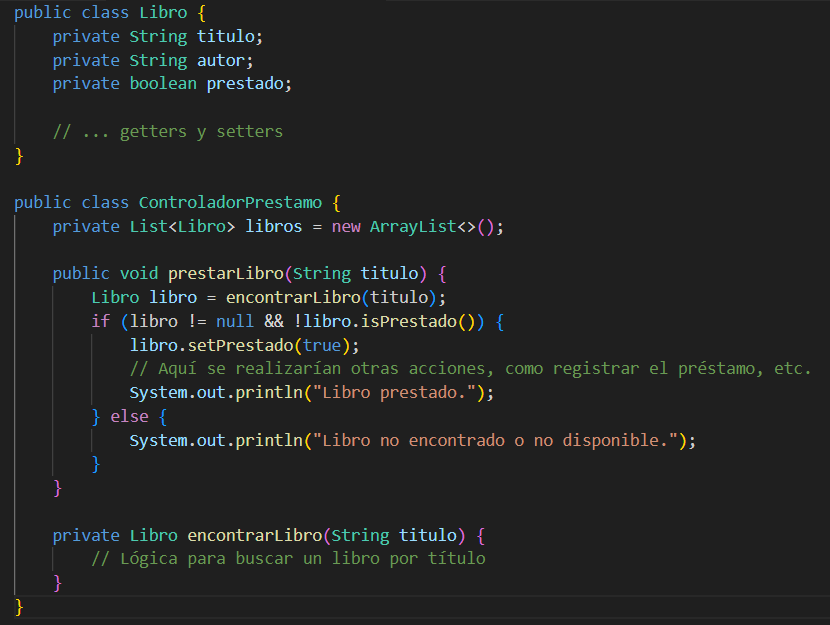 public class Libro {
    private String titulo;
    private String autor;
    private boolean prestado;

    // ... getters y setters
}

public class ControladorPrestamo {
    private List<Libro> libros = new ArrayList<>();

    public void prestarLibro(String titulo) {
        Libro libro = encontrarLibro(titulo);
        if (libro != null && !libro.isPrestado()) {
            libro.setPrestado(true);
            // Aquí se realizarían otras acciones, como registrar el préstamo, etc.
            System.out.println("Libro prestado.");
        } else {
            System.out.println("Libro no encontrado o no disponible.");
        }
    }

    private Libro encontrarLibro(String titulo) {
        // Lógica para buscar un libro por título
    }
}